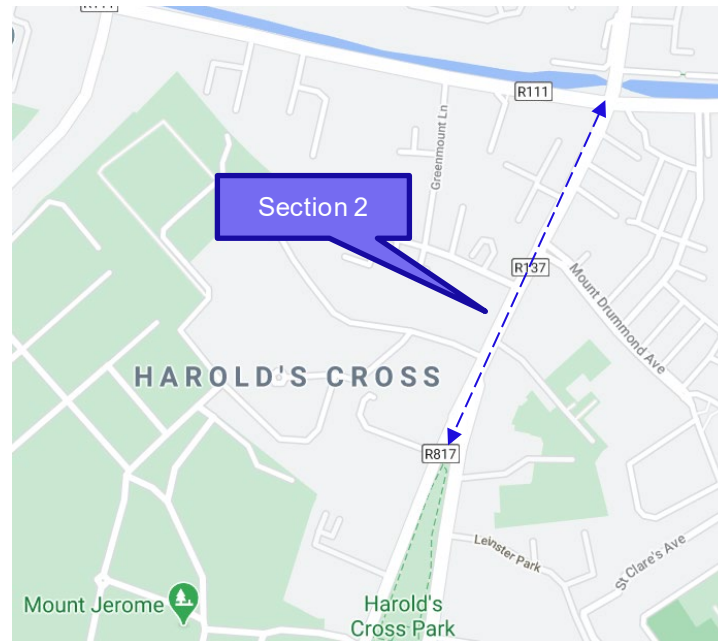 R111
R111
Greenmount Ln
Section 2
R137
Mount Drummond Ave
HAROLD'S CROSS
R817
Leinster Park
St Clare's Ave
Mount Jerome
Harold's
Cross Park